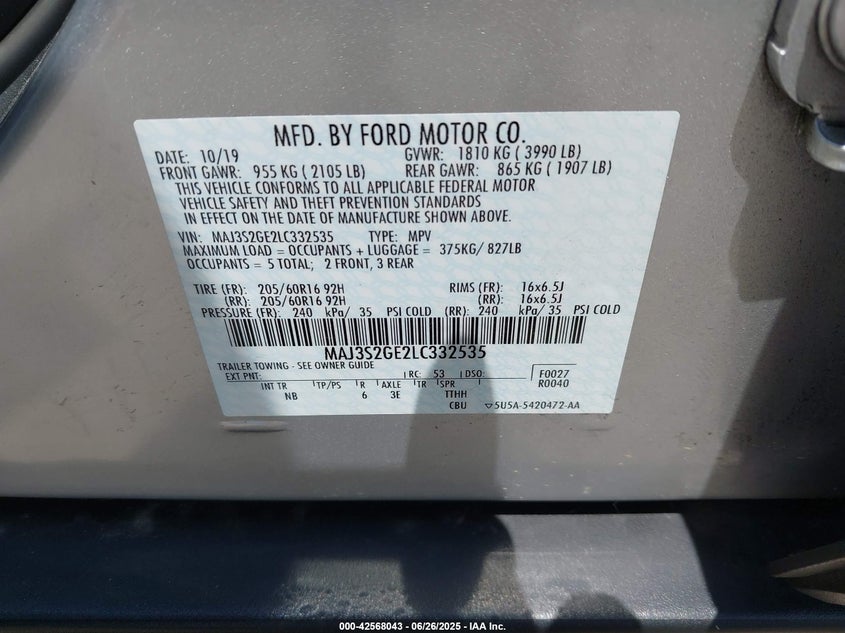 MFD. BY FORD MOTOR CO.
DATE: 10/19 GVWR: 1810 KG ( 3990 LB)
FRONT GAWR: 955 KG ( 2105 LB) REAR GAWR: 865 KG ( 1907 LB)
THIS VEHICLE CONFORMS TO ALL APPLICABLE FEDERAL MOTOR
VEHICLE SAFETY AND THEFT PREVENTION STANDARDS
IN EFFECT ON THE DATE OF MANUFACTURE SHOWN ABOVE.
VIN: MAJ3S2GE2LC332535 TYPE: MPV
MAXIMUM LOAD = OCCUPANTS + LUGGAGE = 375KG/ 827LB
OCCUPANTS = 5 TOTAL; 2 FRONT, 3 REAR
TIRE (FR): 205/60R16 92H RIMS (FR): 16x6.5J
(RR): 205/60R16 92H (RR): 16x6.5J
PRESSURE (FR): 240 kPa/ 35 PSI COLD (RR): 240 kPa/ 35 PSI COLD
MAJ3S2GE2LC332535
TRAILER TOWING - SEE OWNER GUIDE
EXT PNT: RC: 53 DSO: F0027
INT TR TP/PS R AXLE TR SPR R0040
NB 6 3E TTHH
CBU ▽5U5A-5420472-AA
000-42568043 - 06/26/2025 - IAA Inc.